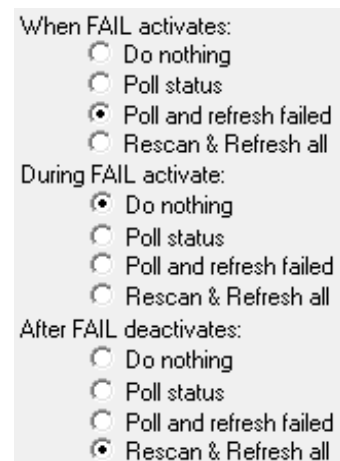 When FAIL activates:
Do nothing
Poll status
Poll and refresh failed
Rescan & Refresh all
During FAIL activate:
Do nothing
Poll status
Poll and refresh failed
Rescan & Refresh all
After FAIL deactivates:
Do nothing
Poll status
Poll and refresh failed
Rescan & Refresh all